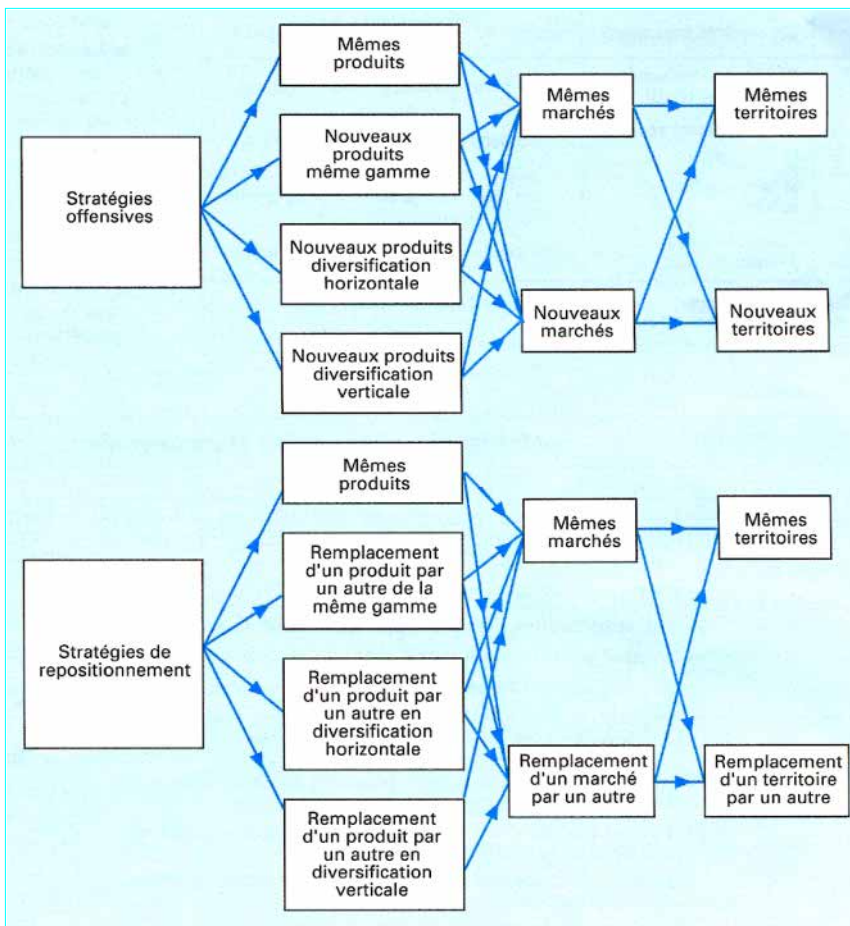 Stratégies
offensives
Mêmes
produits
Nouveaux
produits
même gamme
Nouveaux produits
diversification
horizontale
Nouveaux produits
diversification
verticale
Mêmes
marchés
Nouveaux
marchés
Mêmes
territoires
Nouveaux
territoires
Stratégies de
repositionnement
Mêmes
produits
Remplacement
d'un produit par
un autre de la
même gamme
Remplacement
d'un produit par
un autre en
diversification
horizontale
Remplacement
d'un produit par
un autre en
diversification
verticale
Mêmes
marchés
Remplacement
d'un marché
par un autre
Mêmes
territoires
Remplacement
d'un territoire
par un autre